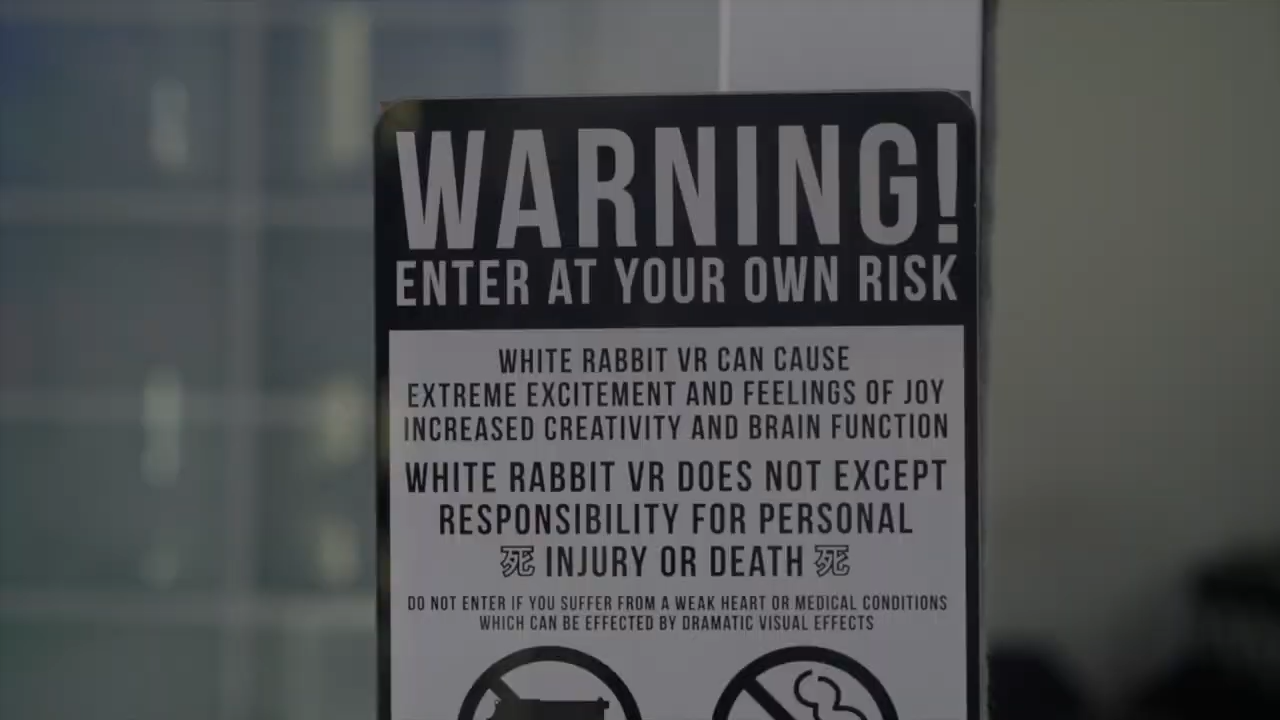 WARNING!
ENTER AT YOUR OWN RISK
WHITE RABBIT VR CAN CAUSE
EXTREME EXCITEMENT AND FEELINGS OF JOY
INCREASED CREATIVITY AND BRAIN FUNCTION
WHITE RABBIT VR DOES NOT EXCEPT
RESPONSIBILITY FOR PERSONAL
死 INJURY OR DEATH 死
DO NOT ENTER IF YOU SUFFER FROM A WEAK HEART OR MEDICAL CONDITIONS
WHICH CAN BE EFFECTED BY DRAMATIC VISUAL EFFECTS